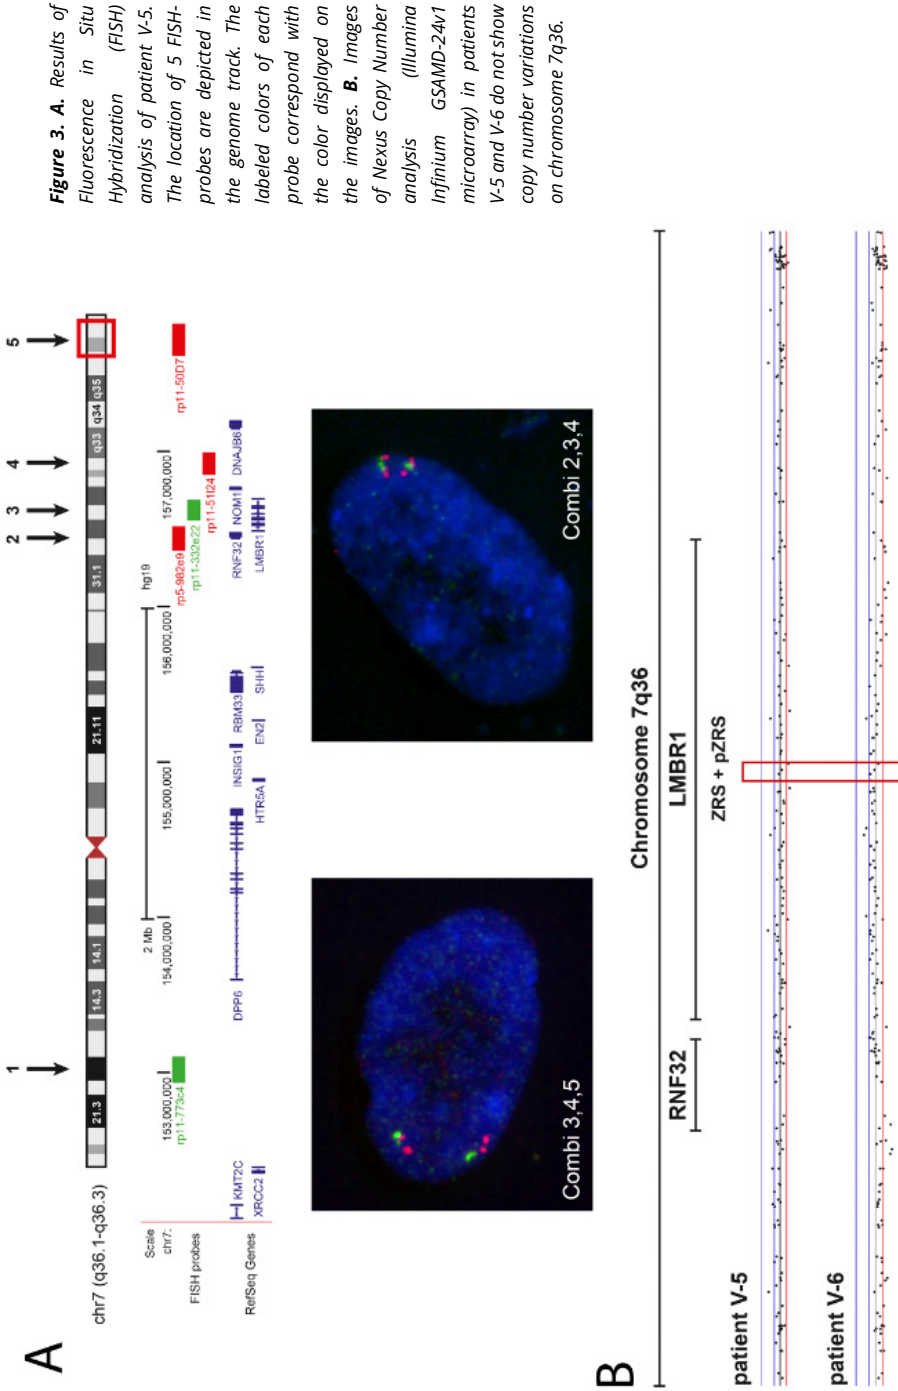 Figure 3. A. Results of
Fluorescence in Situ
Hybridization (FISH)
analysis of patient V-5.
The location of 5 FISH-
probes are depicted in
the genome track. The
labeled colors of each
probe correspond with
the color displayed on
the images. B. Images
of Nexus Copy Number
analysis (Illumina
Infinium GSAMD-24v1
microarray) in patients
V-5 and V-6 do not show
copy number variations
on chromosome 7q36.
A
1 2 3 4 5
chr7 (q36.1-q36.3) 21.3 14.3 14.1 21.11 31.1 q33 q34 q35
Scale 2 Mb hg19
chr7: 153,000,000 154,000,000 155,000,000 156,000,000 157,000,000
FISH probes
rp11-773c4 rp5-982e9 rp11-50D7
rp11-332e22
rp11-51I24
RefSeq Genes
KMT2C DPP6 INSIG1 RBM33 RNF32 NOM1 DNAJB6
XRCC2 HTR5A EN2 SHH LMBR1
Combi 3,4,5
Combi 2,3,4
B
Chromosome 7q36
RNF32 LMBR1
ZRS + pZRS
patient V-5
patient V-6